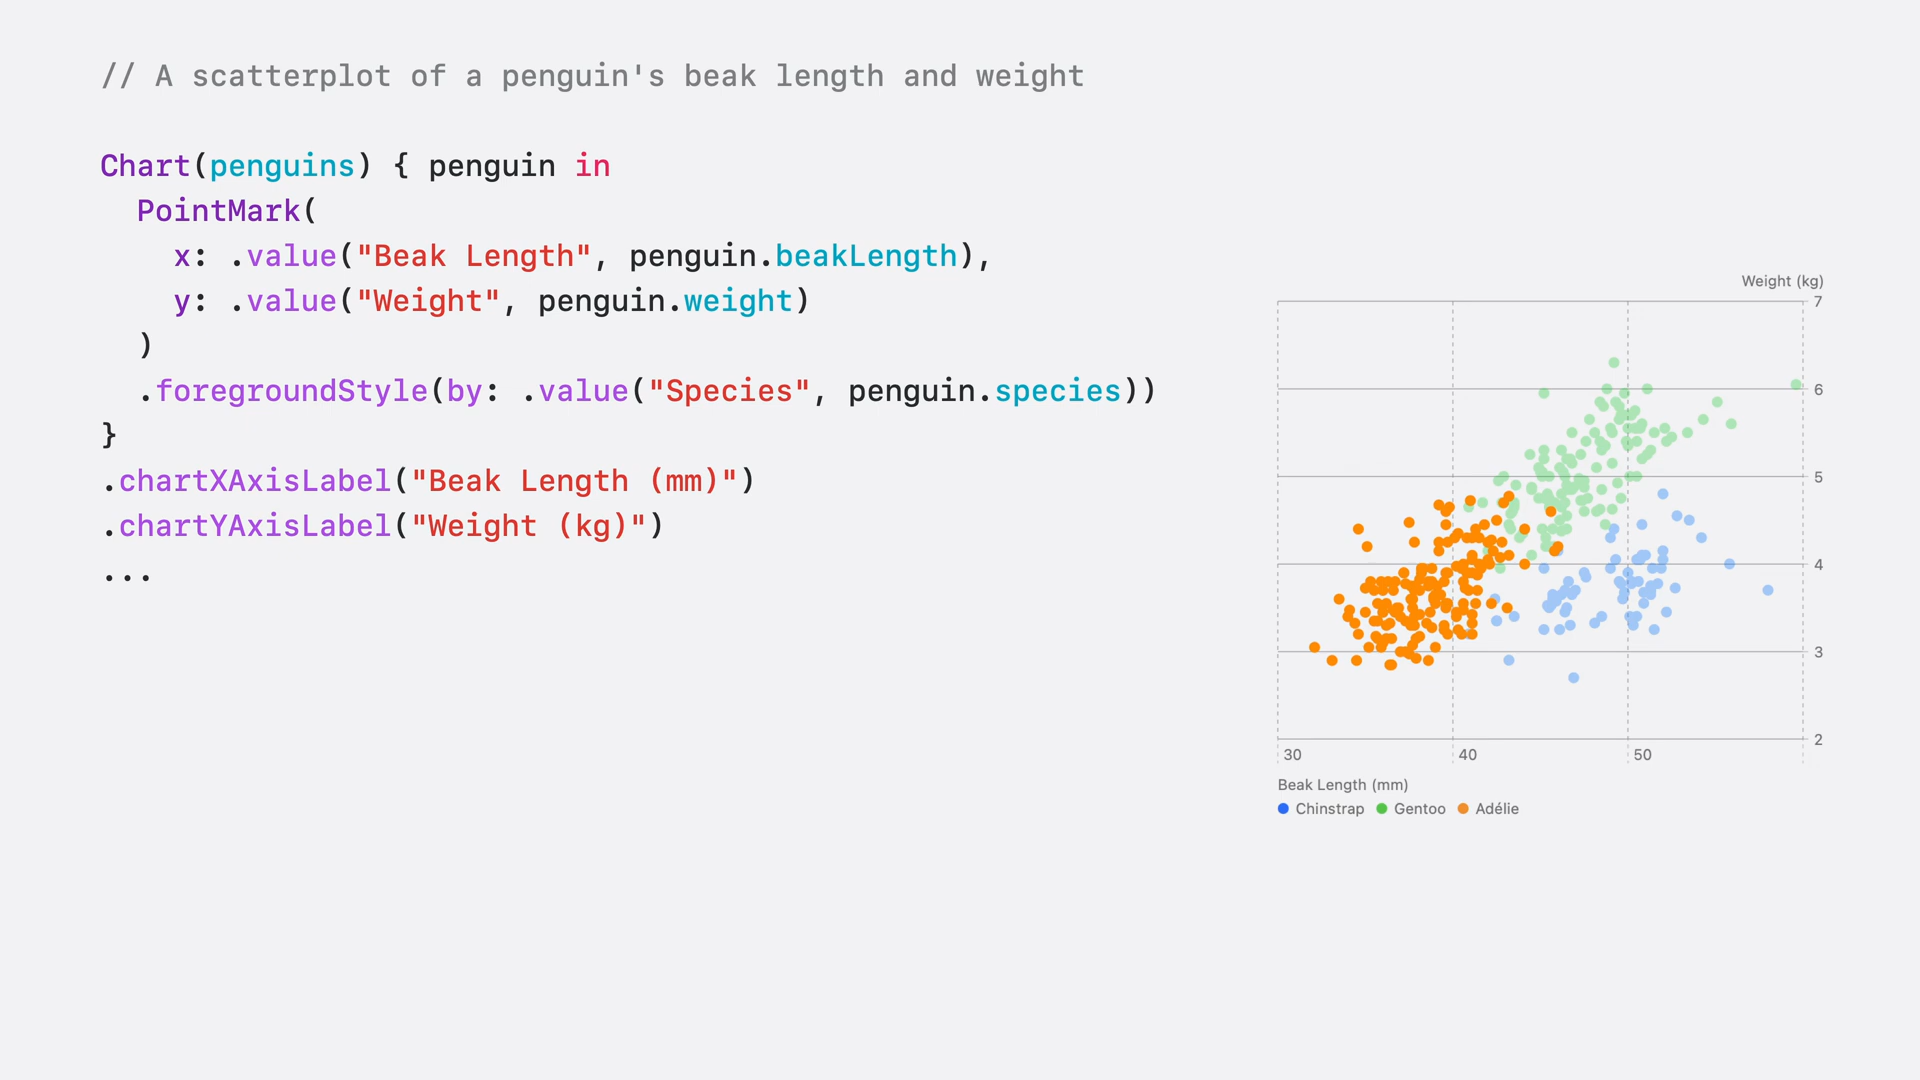 // A scatterplot of a penguin's beak length and weight
Chart(penguins) { penguin in
  PointMark(
    x: .value("Beak Length", penguin.beakLength),
    y: .value("Weight", penguin.weight)
  )
  .foregroundStyle(by: .value("Species", penguin.species))
}
.chartXAxisLabel("Beak Length (mm)")
.chartYAxisLabel("Weight (kg)")
...
Weight (kg)
7
6
5
4
3
2
30 40 50
Beak Length (mm)
Chinstrap Gentoo Adélie